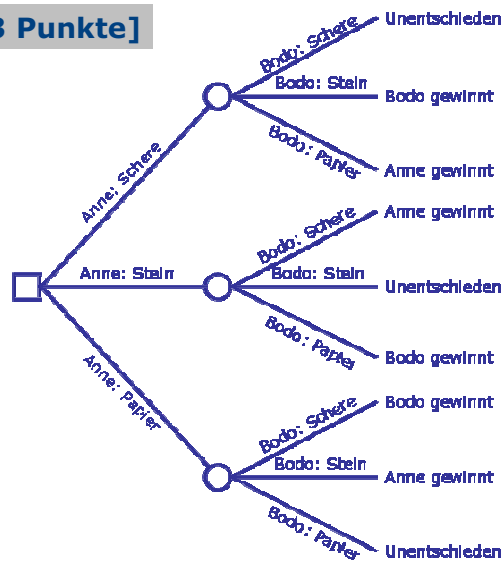 3 Punkte]
Bodo: Schere
Unentschieden
Bodo: Stein
Bodo gewinnt
Bodo: Papier
Anne gewinnt
Anne: Schere
Bodo: Schere
Anne gewinnt
Anne: Stein
Bodo: Stein
Unentschieden
Bodo: Papier
Bodo gewinnt
Anne: Papier
Bodo: Schere
Bodo gewinnt
Bodo: Stein
Anne gewinnt
Bodo: Papier
Unentschieden